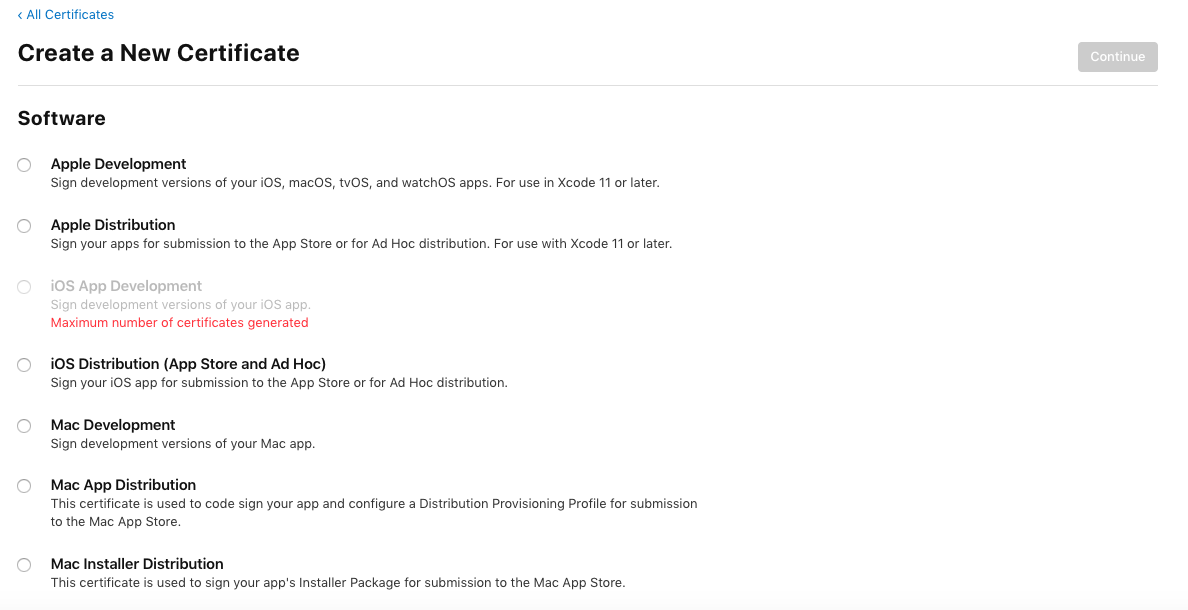 ‹ All Certificates
Create a New Certificate
Continue
Software
Apple Development
Sign development versions of your iOS, macOS, tvOS, and watchOS apps. For use in Xcode 11 or later.
Apple Distribution
Sign your apps for submission to the App Store or for Ad Hoc distribution. For use with Xcode 11 or later.
iOS App Development
Sign development versions of your iOS app.
Maximum number of certificates generated
iOS Distribution (App Store and Ad Hoc)
Sign your iOS app for submission to the App Store or for Ad Hoc distribution.
Mac Development
Sign development versions of your Mac app.
Mac App Distribution
This certificate is used to code sign your app and configure a Distribution Provisioning Profile for submission
to the Mac App Store.
Mac Installer Distribution
This certificate is used to sign your app's Installer Package for submission to the Mac App Store.